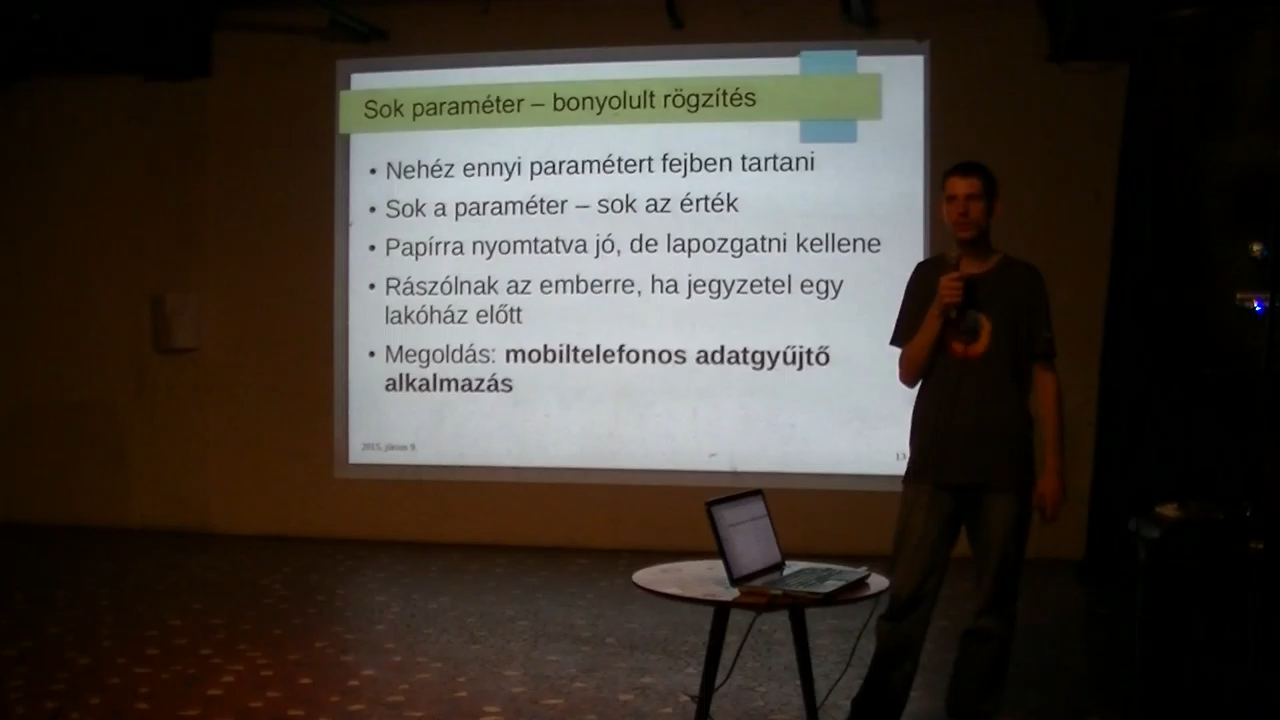 Sok paraméter – bonyolult rögzítés
• Nehéz ennyi paramétert fejben tartani
• Sok a paraméter – sok az érték
• Papírra nyomtatva jó, de lapozgatni kellene
• Rászólnak az emberre, ha jegyzetel egy
lakóház előtt
• Megoldás: mobiltelefonos adatgyűjtő
alkalmazás
13